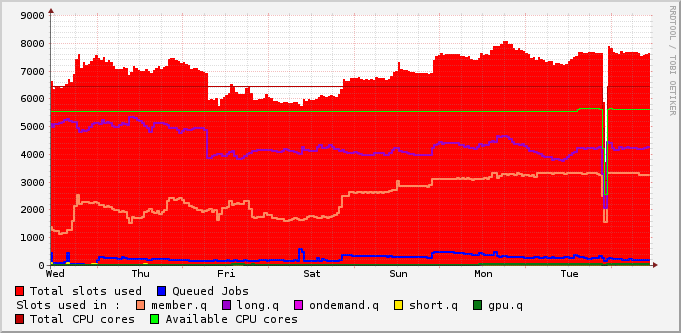 9000
8000
7000
6000
5000
4000
3000
2000
1000
0
Wed Thu Fri Sat Sun Mon Tue
RRDTOOL / TOBI OETIKER
Total slots used Queued Jobs
Slots used in : member.q long.q ondemand.q short.q gpu.q
Total CPU cores Available CPU cores